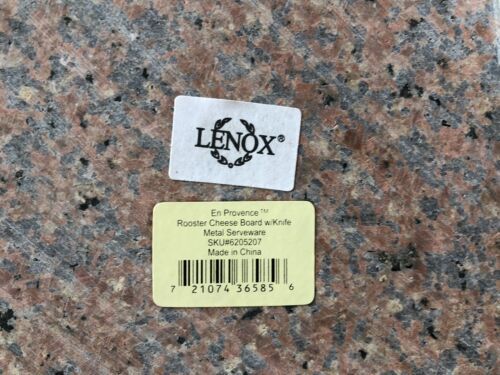 LENOX®
En Provence™
Rooster Cheese Board w/Knife
Metal Serveware
SKU#6205207
Made in China
7 21074 36585 6